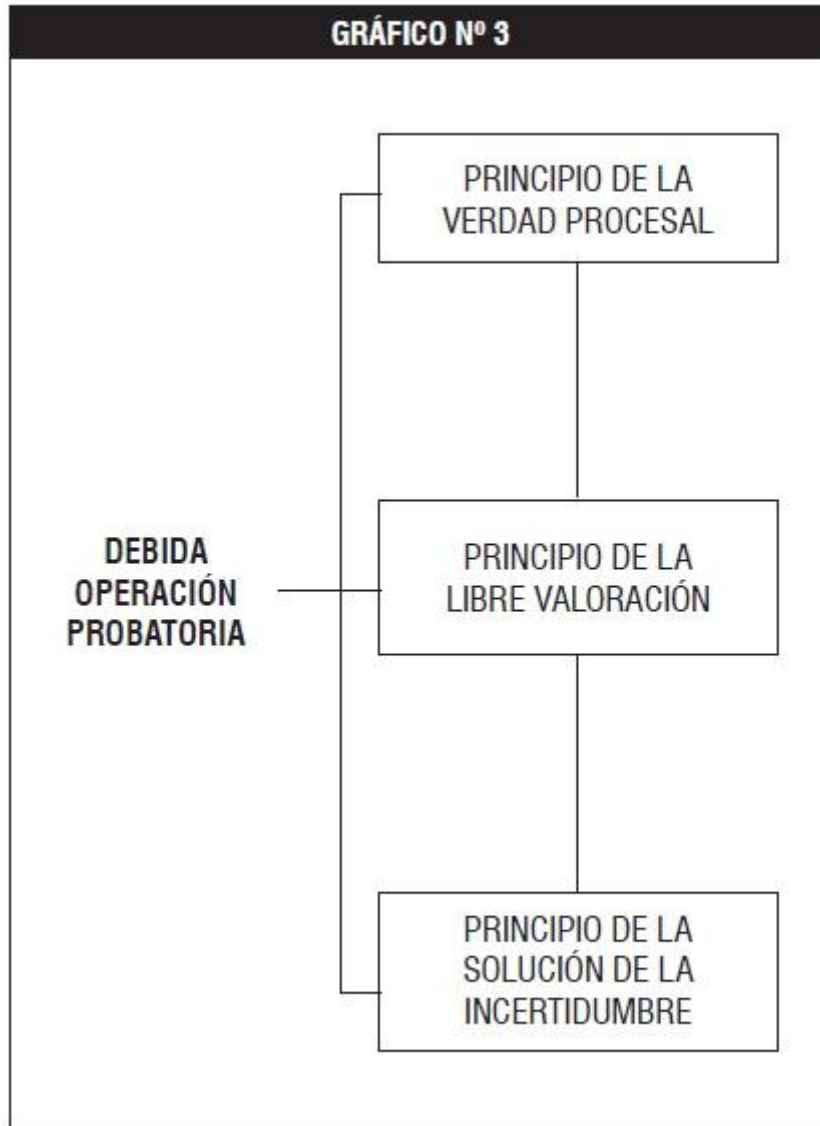 GRÁFICO Nº 3
PRINCIPIO DE LA
VERDAD PROCESAL
DEBIDA
OPERACIÓN
PROBATORIA
PRINCIPIO DE LA
LIBRE VALORACIÓN
PRINCIPIO DE LA
SOLUCIÓN DE LA
INCERTIDUMBRE